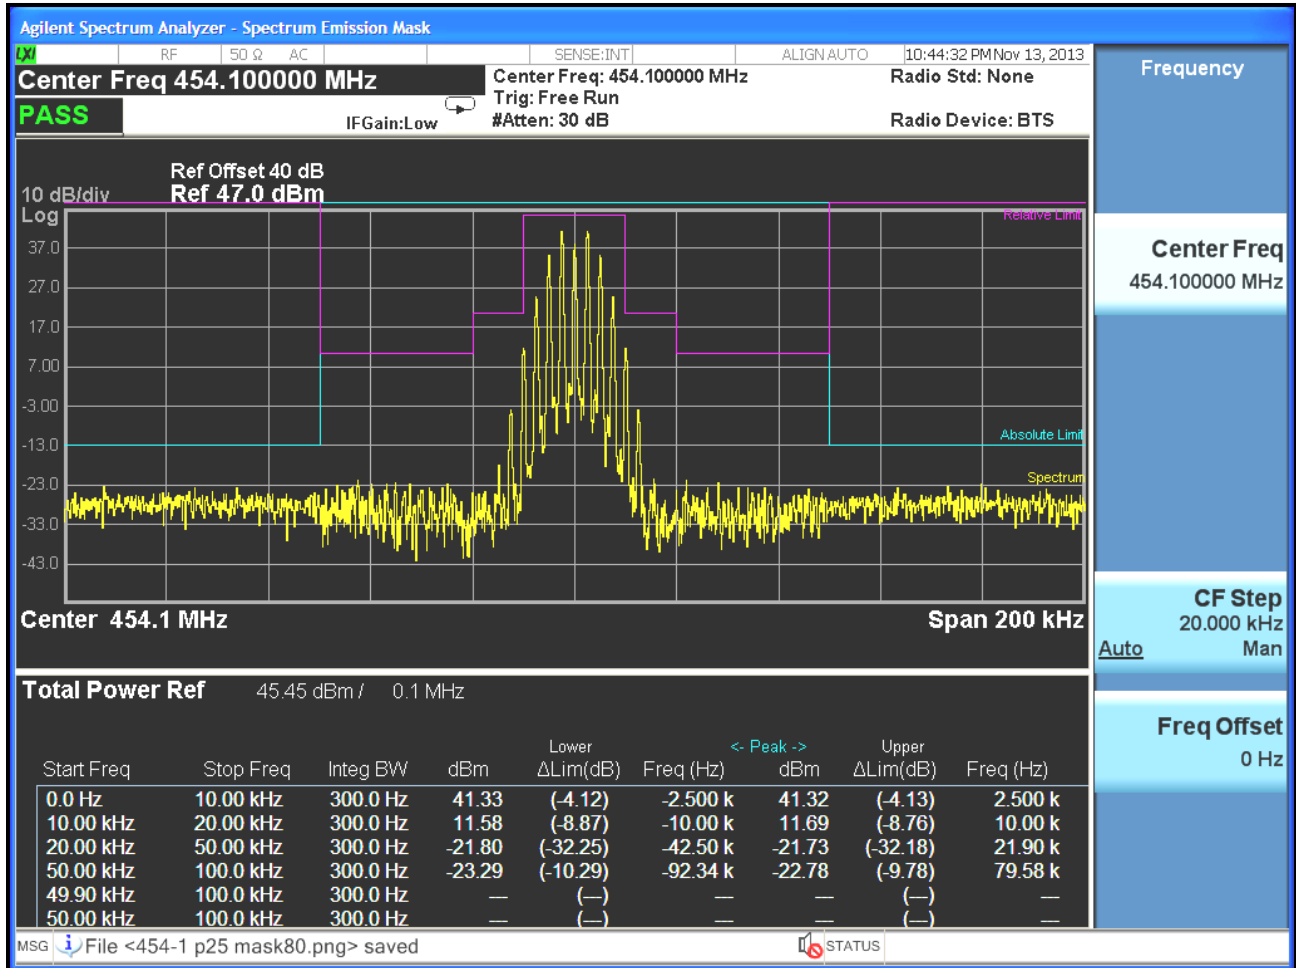 Agilent Spectrum Analyzer - Spectrum Emission Mask
LXI RF 50 Ω AC SENSE:INT ALIGN AUTO 10:44:32 PM Nov 13, 2013
Center Freq 454.100000 MHz
Center Freq: 454.100000 MHz
Radio Std: None
Trig: Free Run
PASS
IFGain:Low
#Atten: 30 dB
Radio Device: BTS
Ref Offset 40 dB
10 dB/div Ref 47.0 dBm
Log
Relative Limit
37.0
27.0
17.0
7.00
-3.00
Absolute Limit
-13.0
Spectrum
-23.0
-33.0
-43.0
Center 454.1 MHz
Span 200 kHz
Total Power Ref 45.45 dBm / 0.1 MHz
Lower <- Peak -> Upper
Start Freq Stop Freq Integ BW dBm ΔLim(dB) Freq (Hz) dBm ΔLim(dB) Freq (Hz)
0.0 Hz 10.00 kHz 300.0 Hz 41.33 (-4.12) -2.500 k 41.32 (-4.13) 2.500 k
10.00 kHz 20.00 kHz 300.0 Hz 11.58 (-8.87) -10.00 k 11.69 (-8.76) 10.00 k
20.00 kHz 50.00 kHz 300.0 Hz -21.80 (-32.25) -42.50 k -21.73 (-32.18) 21.90 k
50.00 kHz 100.0 kHz 300.0 Hz -23.29 (-10.29) -92.34 k -22.78 (-9.78) 79.58 k
49.90 kHz 100.0 kHz 300.0 Hz --- (---) --- --- (---) ---
50.00 kHz 100.0 kHz 300.0 Hz --- (---) --- --- (---) ---
MSG File <454-1 p25 mask80.png> saved STATUS
Frequency
Center Freq
454.100000 MHz
CF Step
20.000 kHz
Auto Man
Freq Offset
0 Hz